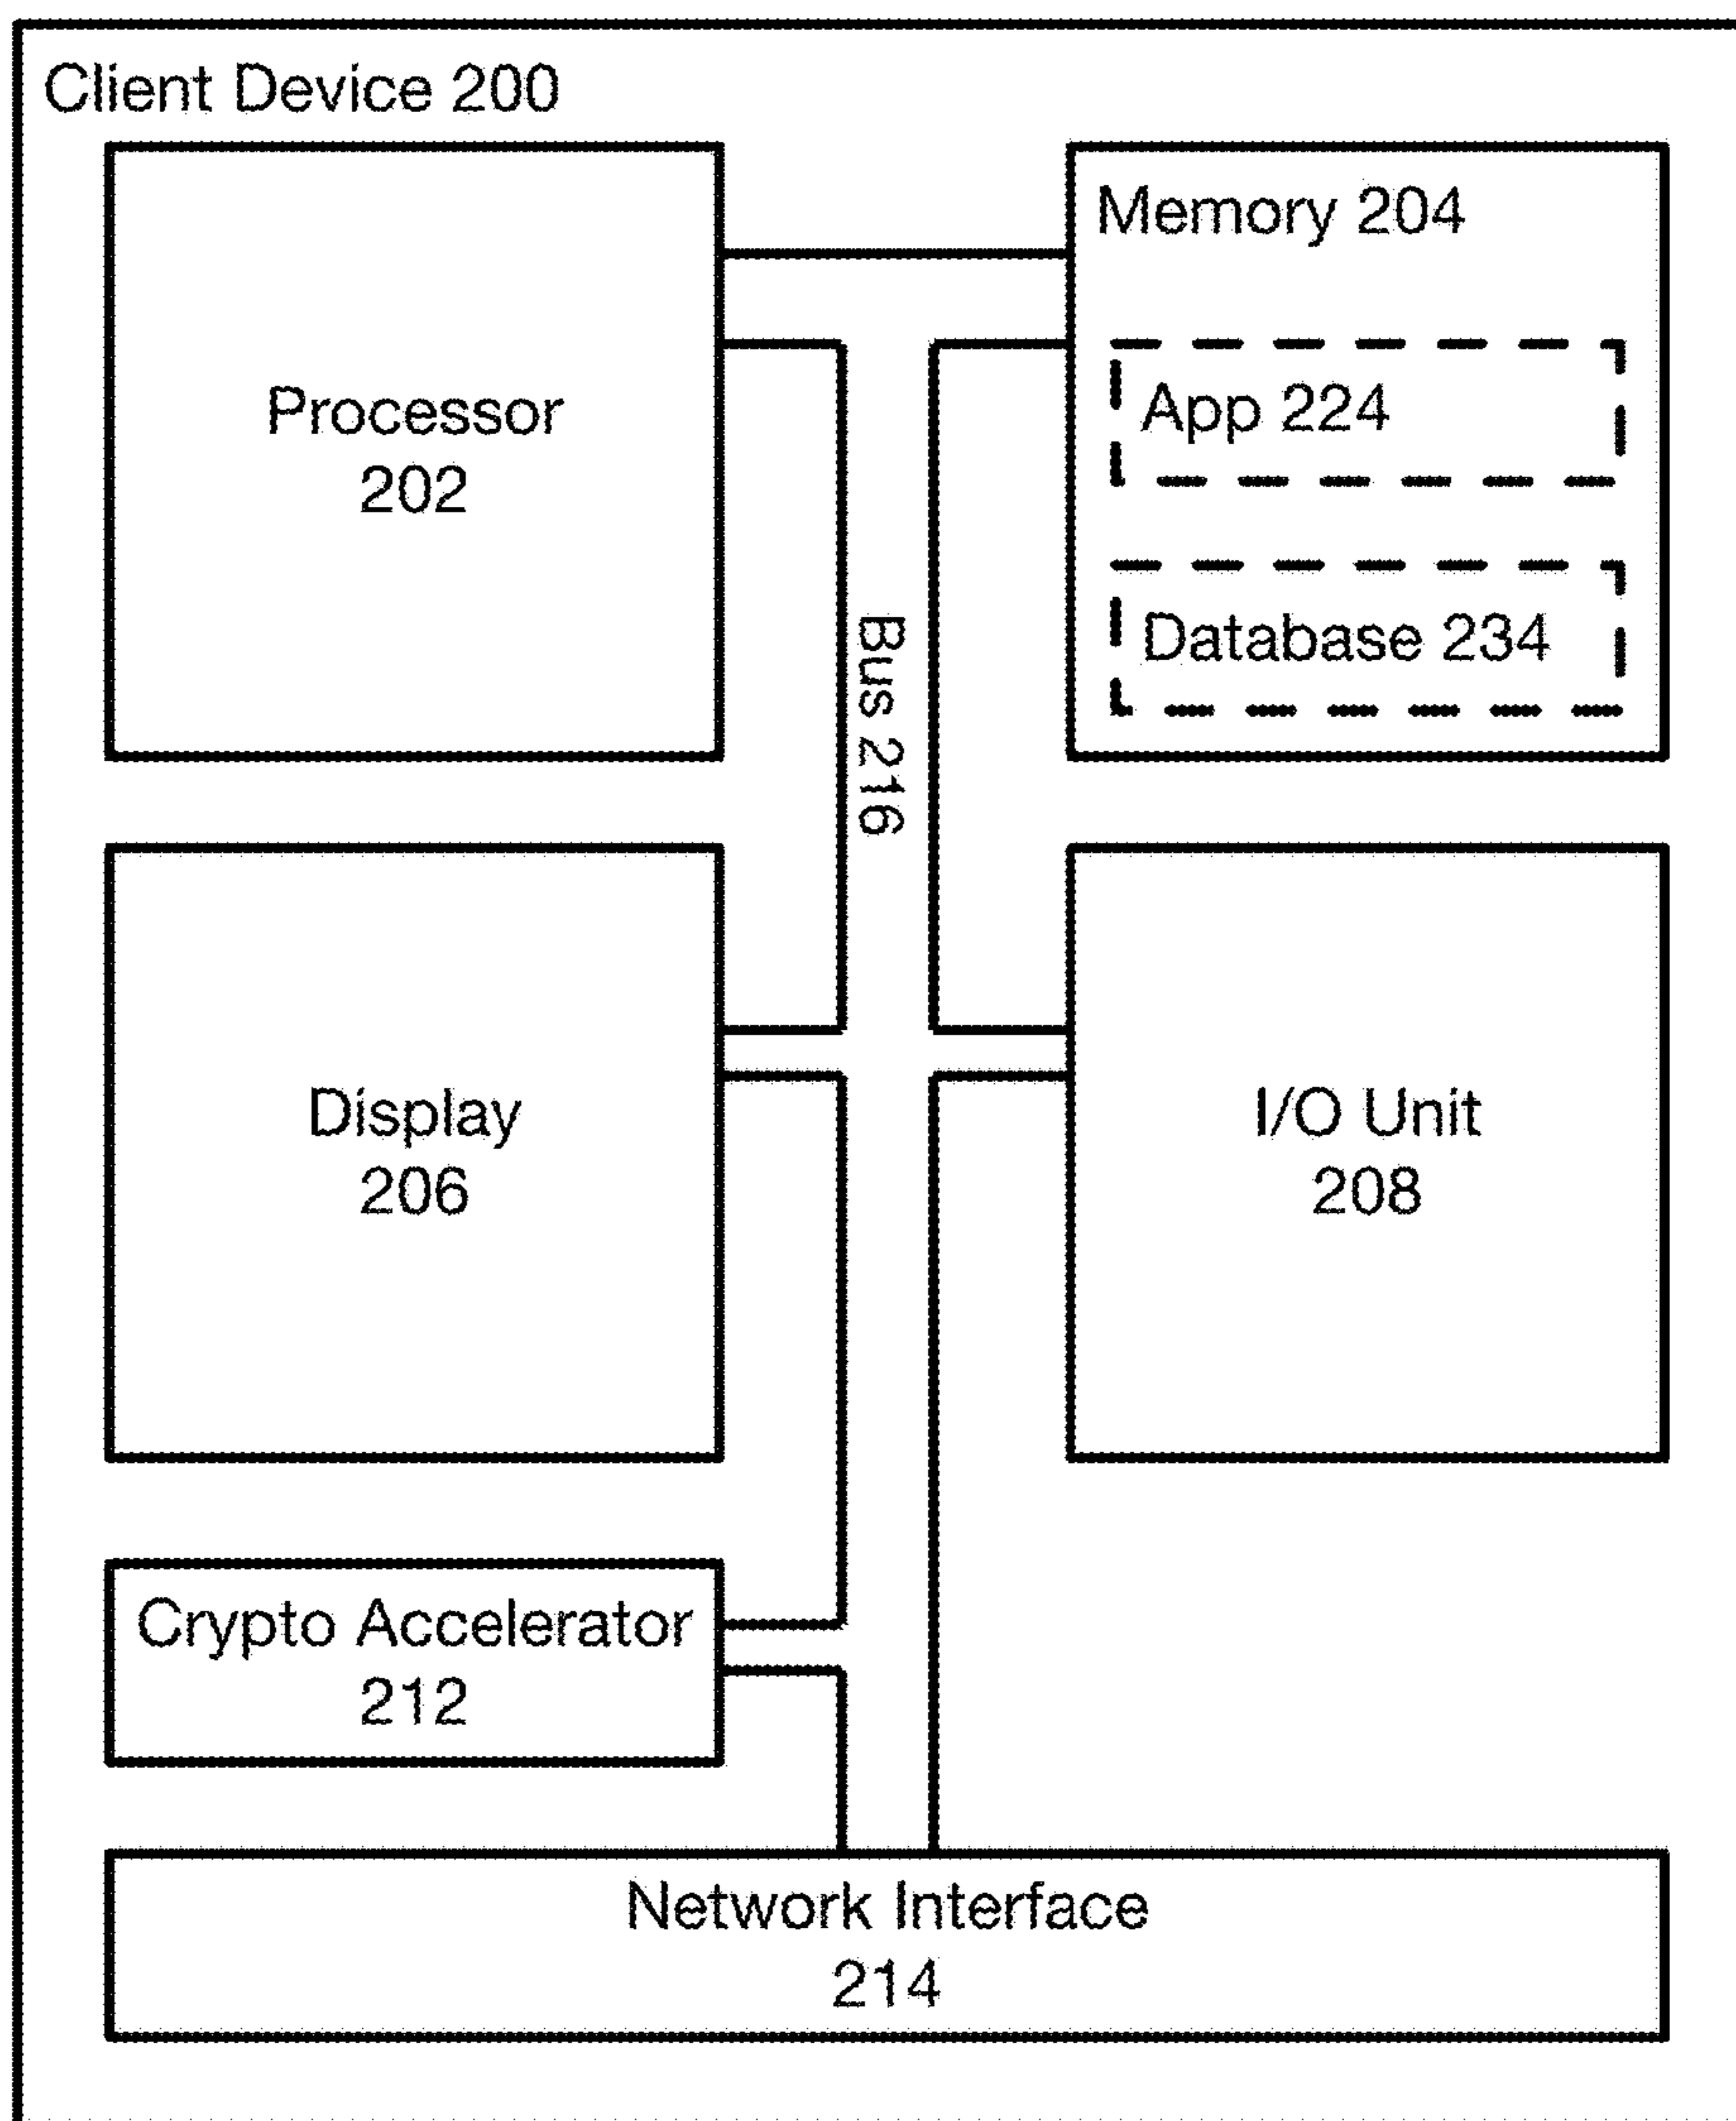 Client Device 200
Processor
202
Memory 204
App 224
Database 234
Bus 216
Display
206
I/O Unit
208
Crypto Accelerator
212
Network Interface
214